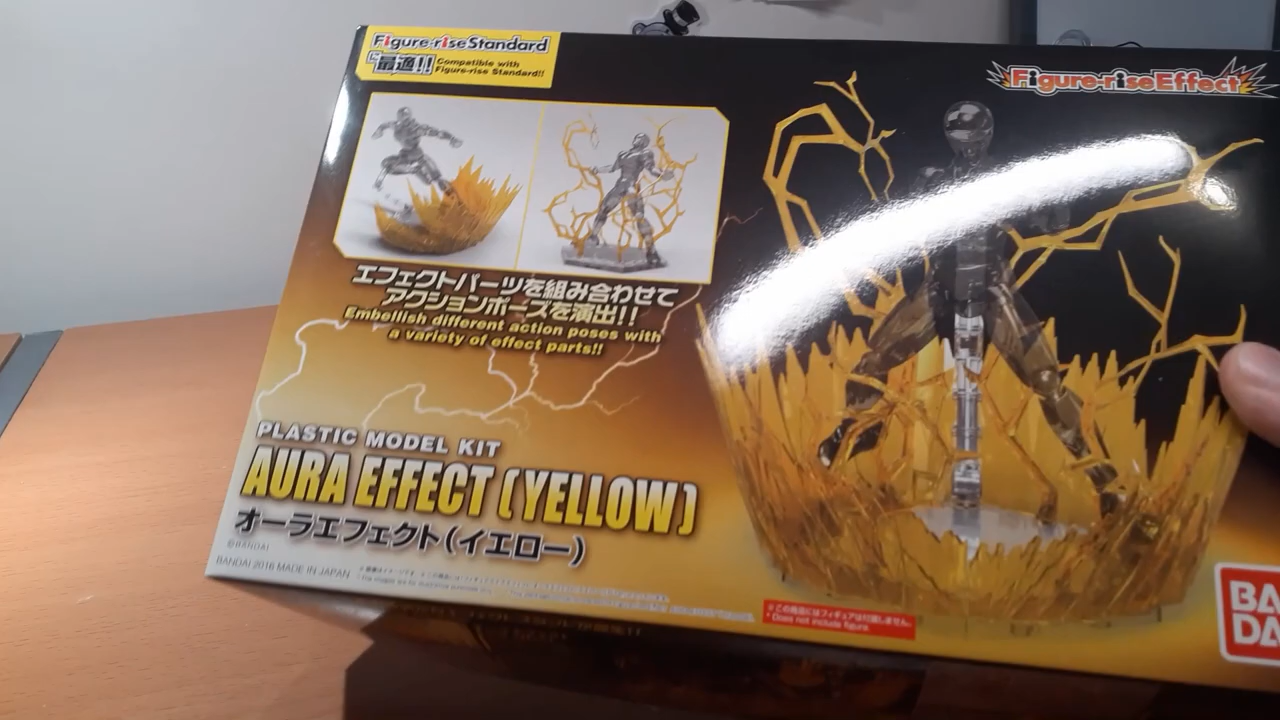 Figure-riseStandard
に最適!! Compatible with
Figure-rise Standard!!
Figure-riseEffect
エフェクトパーツを組み合わせて
アクションポーズを演出!!
Embellish different action poses with
a variety of effect parts!!
PLASTIC MODEL KIT
AURA EFFECT (YELLOW)
オーラエフェクト(イエロー)
©BANDAI
BANDAI 2016 MADE IN JAPAN
※この商品にはフィギュアは付属しません。
* Does not include figure.
BA
DA